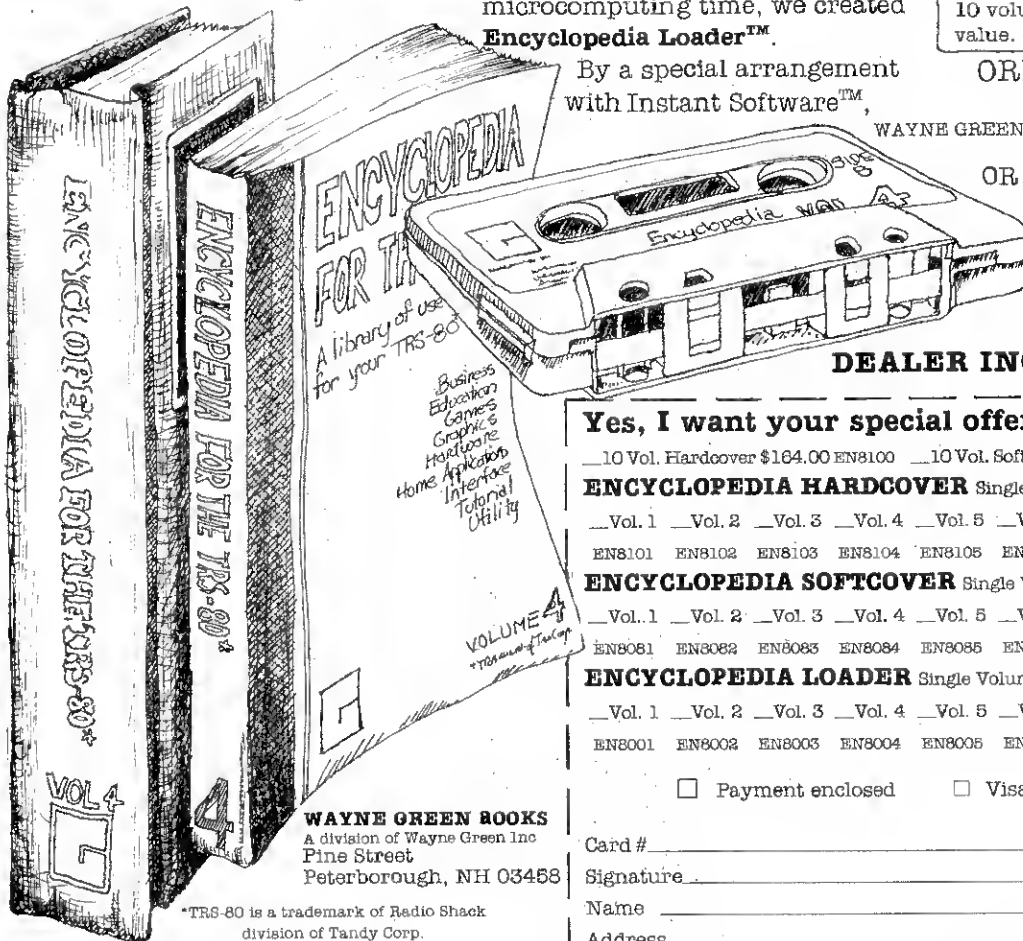 microcomputing time, we created
Encyclopedia Loader™.
By a special arrangement
with Instant Software™,
10 volu
value.
OR
WAYNE GREEN
OR
ENCYCLOPEDIA FOR THE TRS-80*
VOL 4
ENCYCLOPEDIA FOR THE TRS-80*
4
ENCYCLOPEDIA
FOR TH
A library of use
for your TRS-80
Business
Education
Games
Graphics
Hardware
Home Applications
Interface
Tutorial
Utility
VOLUME 4
Encyclopedia
SIDE
DEALER IN
Yes, I want your special offe
__10 Vol. Hardcover $164.00 EN8100 __10 Vol. Soft
ENCYCLOPEDIA HARDCOVER Single
__Vol. 1 __Vol. 2 __Vol. 3 __Vol. 4 __Vol. 5
EN8101 EN8102 EN8103 EN8104 EN8105 EN
ENCYCLOPEDIA SOFTCOVER Single
__Vol. 1 __Vol. 2 __Vol. 3 __Vol. 4 __Vol. 5
EN8081 EN8082 EN8083 EN8084 EN8085 EN
ENCYCLOPEDIA LOADER Single Volu
__Vol. 1 __Vol. 2 __Vol. 3 __Vol. 4 __Vol. 5
EN8001 EN8002 EN8003 EN8004 EN8005 EN
Payment enclosed Visa
Card #
Signature
Name
Address
WAYNE GREEN BOOKS
A division of Wayne Green Inc
Pine Street
Peterborough, NH 03458
*TRS-80 is a trademark of Radio Shack
division of Tandy Corp.